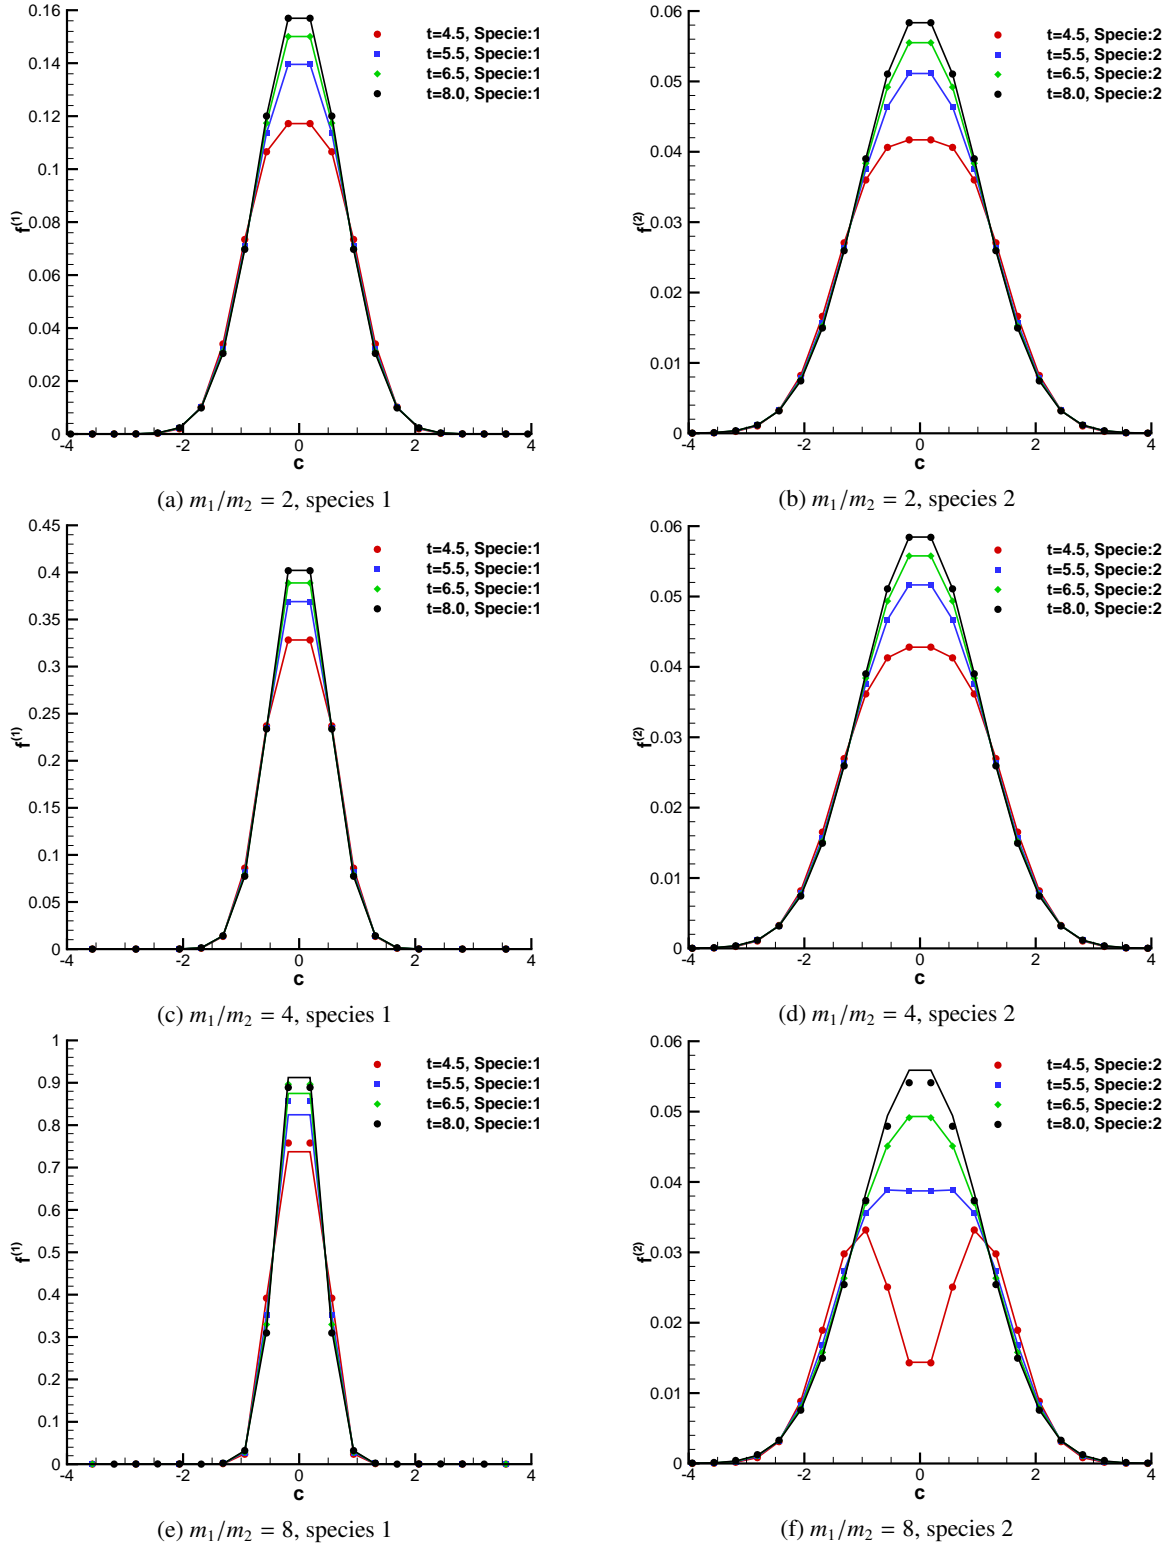 0.16
0.14
0.12
0.1
0.08
0.06
0.04
0.02
0
f(1)
-4
-2
0
2
4
c
t=4.5, Specie:1
t=5.5, Specie:1
t=6.5, Specie:1
t=8.0, Specie:1
(a) m₁/m₂ = 2, species 1
0.06
0.05
0.04
0.03
0.02
0.01
0
f(2)
-4
-2
0
2
4
c
t=4.5, Specie:2
t=5.5, Specie:2
t=6.5, Specie:2
t=8.0, Specie:2
(b) m₁/m₂ = 2, species 2
0.45
0.4
0.35
0.3
0.25
0.2
0.15
0.1
0.05
0
f(1)
-4
-2
0
2
4
c
t=4.5, Specie:1
t=5.5, Specie:1
t=6.5, Specie:1
t=8.0, Specie:1
(c) m₁/m₂ = 4, species 1
0.06
0.05
0.04
0.03
0.02
0.01
0
f(2)
-4
-2
0
2
4
c
t=4.5, Specie:2
t=5.5, Specie:2
t=6.5, Specie:2
t=8.0, Specie:2
(d) m₁/m₂ = 4, species 2
1
0.9
0.8
0.7
0.6
0.5
0.4
0.3
0.2
0.1
0
f(1)
-4
-2
0
2
4
c
t=4.5, Specie:1
t=5.5, Specie:1
t=6.5, Specie:1
t=8.0, Specie:1
(e) m₁/m₂ = 8, species 1
0.06
0.05
0.04
0.03
0.02
0.01
0
f(2)
-4
-2
0
2
4
c
t=4.5, Specie:2
t=5.5, Specie:2
t=6.5, Specie:2
t=8.0, Specie:2
(f) m₁/m₂ = 8, species 2